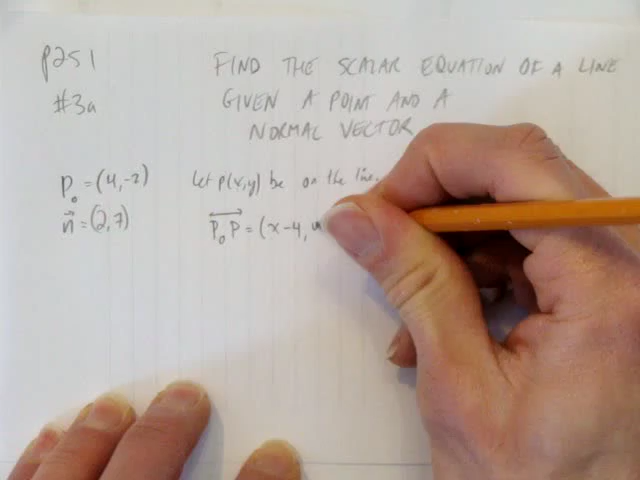 p251
#3a
FIND THE SCALAR EQUATION OF A LINE
GIVEN A POINT AND A
NORMAL VECTOR
P₀ = (4,-2)
n⃗ = (2,7)
Let P(x,y) be on the line.
P₀P = (x-4,